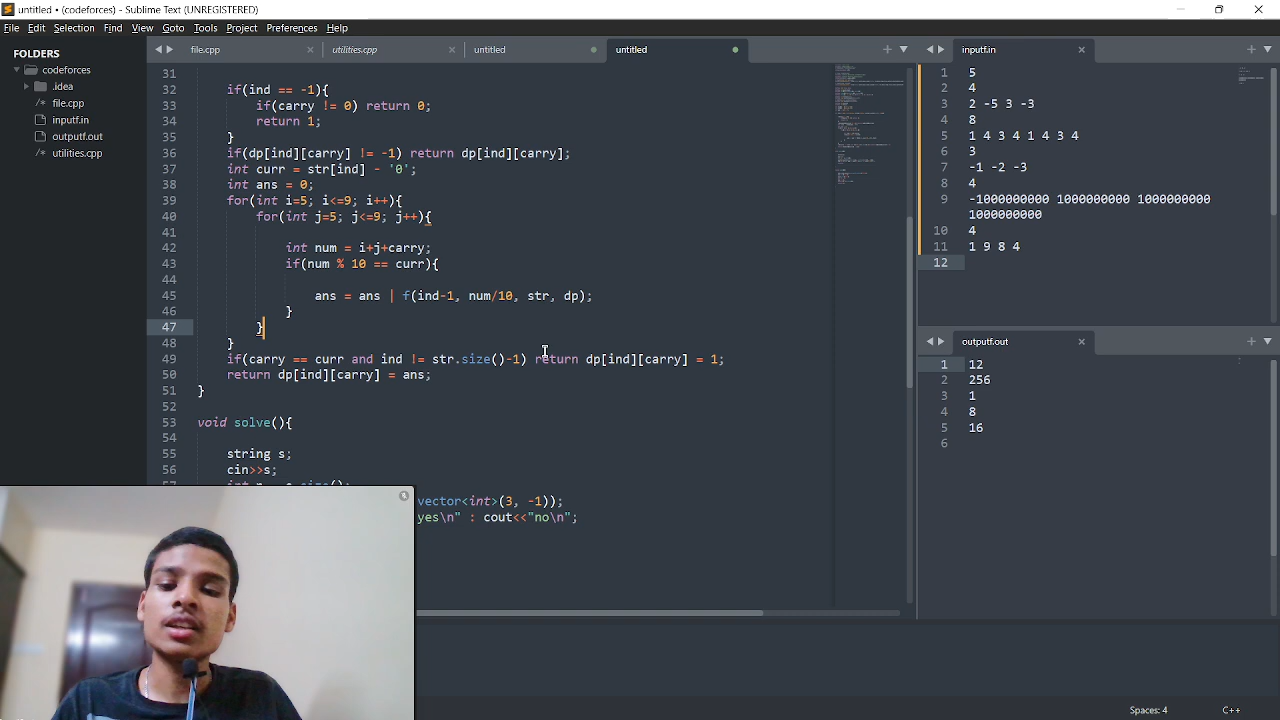 untitled • (codeforces) - Sublime Text (UNREGISTERED)
File Edit Selection Find View Goto Tools Project Preferences Help
FOLDERS
codeforces
.idea
file.cpp
inputf.in
outputf.out
utilities.cpp
file.cpp
utilities.cpp
untitled
untitled
31
32 if(ind == -1){
33 if(carry != 0) return 0;
34 return 1;
35 }
36 if(dp[ind][carry] != -1) return dp[ind][carry];
37 int curr = str[ind] - '0';
38 int ans = 0;
39 for(int i=5; i<=9; i++){
40 for(int j=5; j<=9; j++){
41
42 int num = i+j+carry;
43 if(num % 10 == curr){
44
45 ans = ans | f(ind-1, num/10, str, dp);
46 }
47 }
48 }
49 if(carry == curr and ind != str.size()-1) return dp[ind][carry] = 1;
50 return dp[ind][carry] = ans;
51 }
52
53 void solve(){
54
55 string s;
56 cin>>s;
vector<int>(3, -1));
yes\n" : cout<<"no\n";
inputf.in
1 5
2 4
3 2 -5 3 -3
4 8
5 1 4 3 4 1 4 3 4
6 3
7 -1 -2 -3
8 4
9 -1000000000 1000000000 1000000000
1000000000
10 4
11 1 9 8 4
12
outputf.out
1 12
2 256
3 1
4 8
5 16
6
Spaces: 4
C++